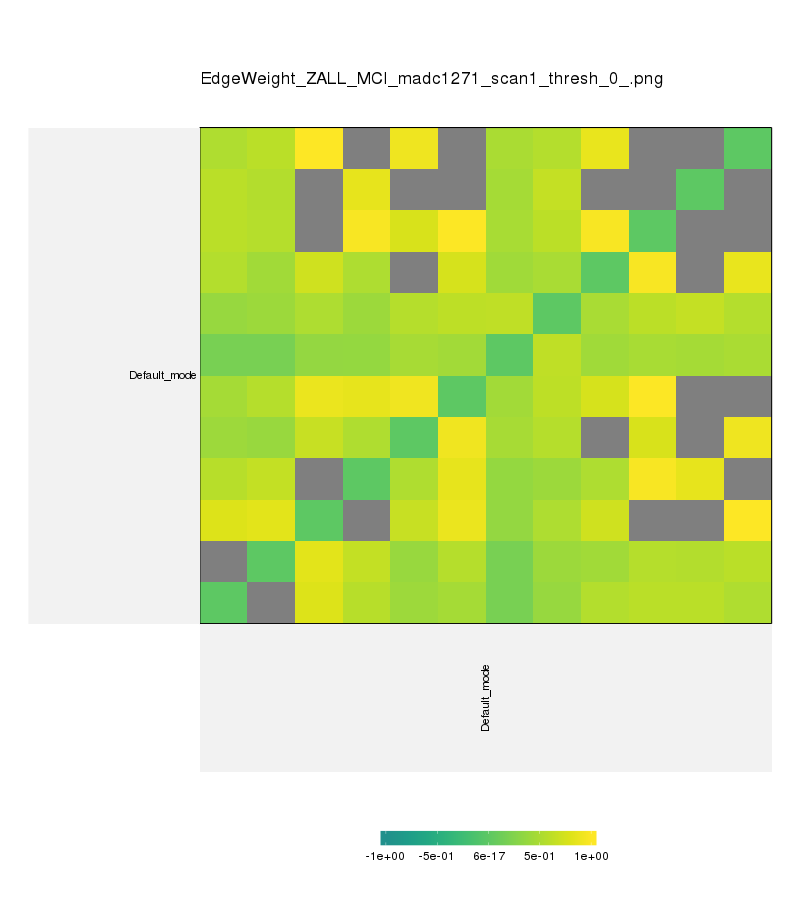 EdgeWeight_ZALL_MCI_madc1271_scan1_thresh_0_.png
Default_mode
Default_mode
-1e+00 -5e-01 6e-17 5e-01 1e+00